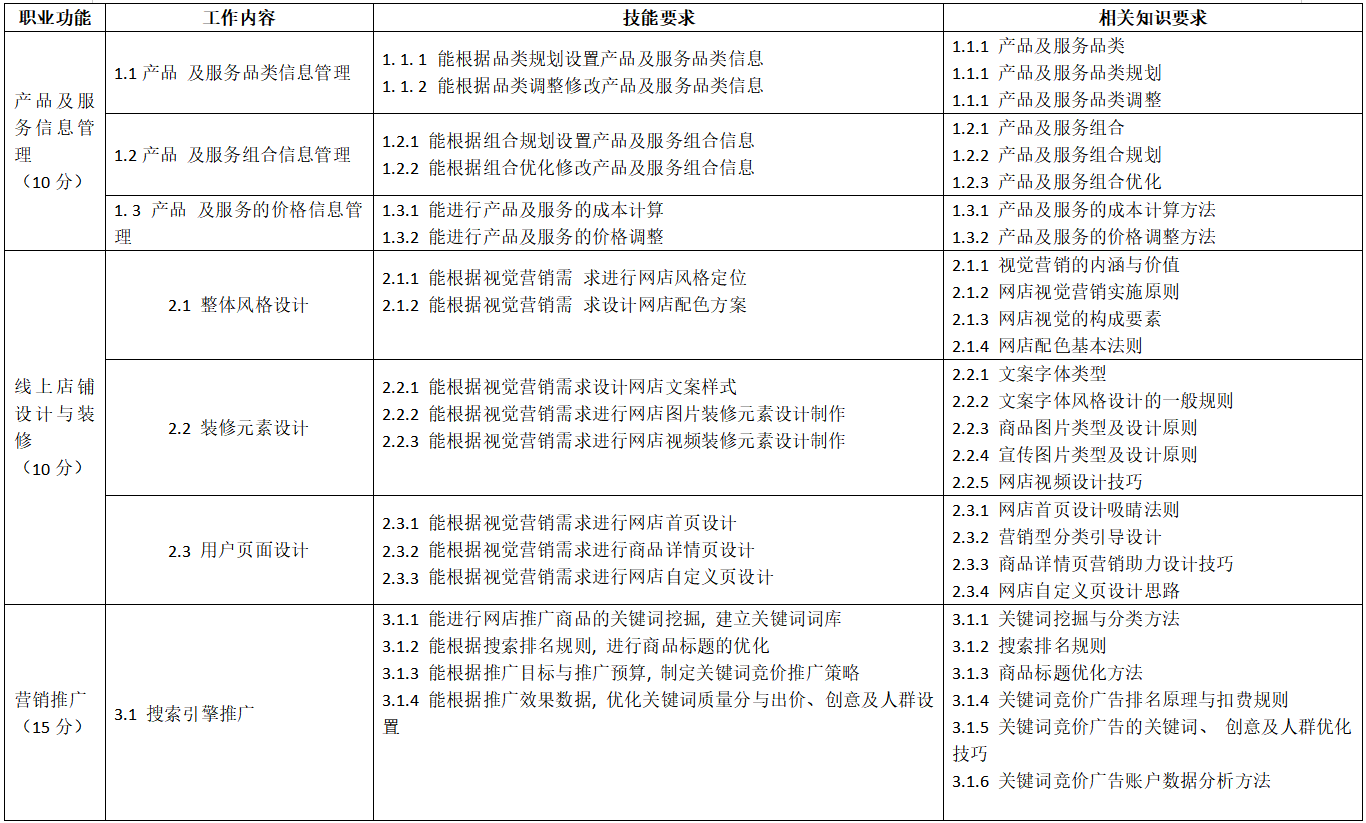 职业功能 工作内容 技能要求 相关知识要求
产品及服
务信息管
理
（10 分）
1.1产品 及服务品类信息管理
1. 1. 1 能根据品类规划设置产品及服务品类信息
1. 1. 2 能根据品类调整修改产品及服务品类信息
1.1.1 产品及服务品类
1.1.1 产品及服务品类规划
1.1.1 产品及服务品类调整
1.2产品 及服务组合信息管理
1.2.1 能根据组合规划设置产品及服务组合信息
1.2.2 能根据组合优化修改产品及服务组合信息
1.2.1 产品及服务组合
1.2.2 产品及服务组合规划
1.2.3 产品及服务组合优化
1. 3 产品 及服务的价格信息管
理
1.3.1 能进行产品及服务的成本计算
1.3.2 能进行产品及服务的价格调整
1.3.1 产品及服务的成本计算方法
1.3.2 产品及服务的价格调整方法
线上店铺
设计与装
修
（10 分）
2.1 整体风格设计
2.1.1 能根据视觉营销需 求进行网店风格定位
2.1.2 能根据视觉营销需 求设计网店配色方案
2.1.1 视觉营销的内涵与价值
2.1.2 网店视觉营销实施原则
2.1.3 网店视觉的构成要素
2.1.4 网店配色基本法则
2.2 装修元素设计
2.2.1 能根据视觉营销需求设计网店文案样式
2.2.2 能根据视觉营销需求进行网店图片装修元素设计制作
2.2.3 能根据视觉营销需求进行网店视频装修元素设计制作
2.2.1 文案字体类型
2.2.2 文案字体风格设计的一般规则
2.2.3 商品图片类型及设计原则
2.2.4 宣传图片类型及设计原则
2.2.5 网店视频设计技巧
2.3 用户页面设计
2.3.1 能根据视觉营销需求进行网店首页设计
2.3.2 能根据视觉营销需求进行商品详情页设计
2.3.3 能根据视觉营销需求进行网店自定义页设计
2.3.1 网店首页设计吸睛法则
2.3.2 营销型分类引导设计
2.3.3 商品详情页营销助力设计技巧
2.3.4 网店自定义页设计思路
营销推广
（15 分）
3.1 搜索引擎推广
3.1.1 能进行网店推广商品的关键词挖掘, 建立关键词词库
3.1.2 能根据搜索排名规则, 进行商品标题的优化
3.1.3 能根据推广目标与推广预算, 制定关键词竞价推广策略
3.1.4 能根据推广效果数据, 优化关键词质量分与出价、创意及人群设
置
3.1.1 关键词挖掘与分类方法
3.1.2 搜索排名规则
3.1.3 商品标题优化方法
3.1.4 关键词竞价广告排名原理与扣费规则
3.1.5 关键词竞价广告的关键词、 创意及人群优化
技巧
3.1.6 关键词竞价广告账户数据分析方法